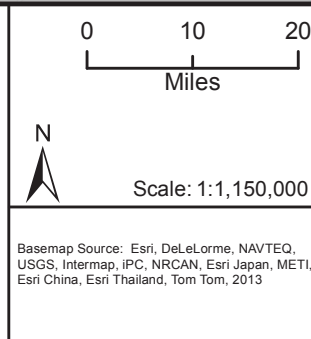 0 10 20
Miles
N
Scale: 1:1,150,000
Basemap Source: Esri, DeLeLorme, NAVTEQ,
USGS, Intermap, iPC, NRCAN, Esri Japan, METI,
Esri China, Esri Thailand, Tom Tom, 2013